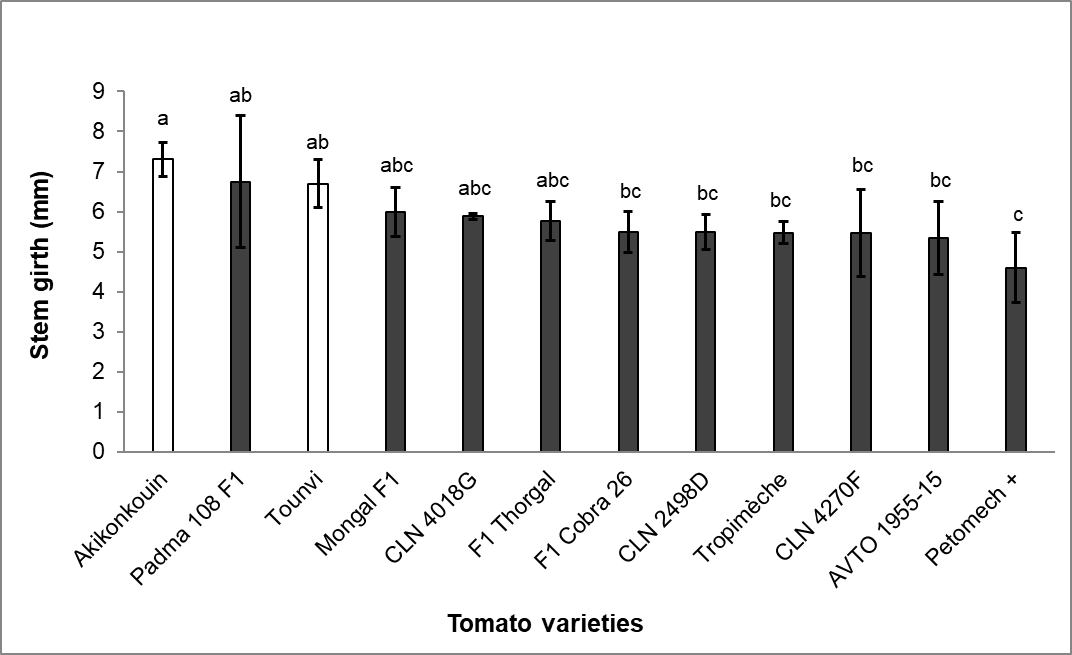 Stem girth (mm)
9
8
7
6
5
4
3
2
1
0
a
ab
ab
abc
abc
abc
bc
bc
bc
bc
bc
c
Akikonkouin
Padma 108 F1
Tounvi
Mongal F1
CLN 4018G
F1 Thorgal
F1 Cobra 26
CLN 2498D
Tropimèche
CLN 4270F
AVTO 1955-15
Petomech +
Tomato varieties